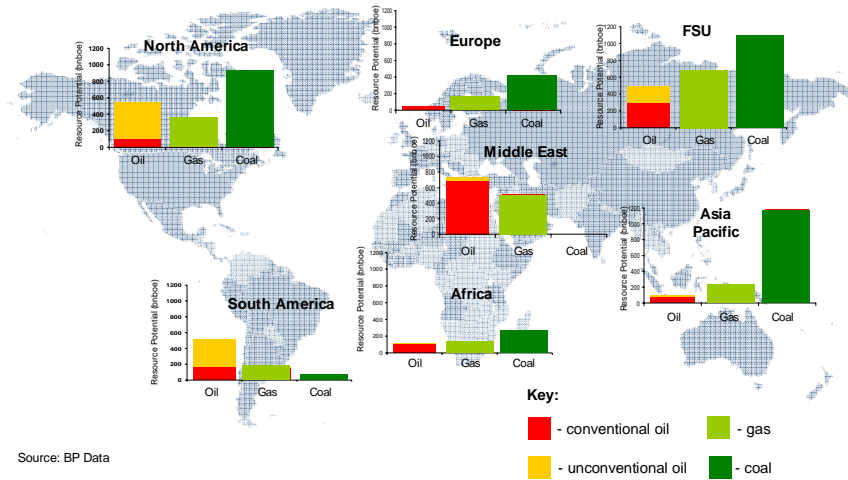 North America
Resource Potential (bnboe)
1200
1000
800
600
400
200
0
Oil Gas Coal
Europe
Resource Potential (bnboe)
1200
1000
800
600
400
200
0
Oil Gas Coal
FSU
Resource Potential (bnboe)
1200
1000
800
600
400
200
0
Oil Gas Coal
Middle East
Resource Potential (bnboe)
1200
1000
800
600
400
200
0
Oil Gas Coal
Asia
Pacific
Resource Potential (bnboe)
1200
1000
800
600
400
200
0
Oil Gas Coal
South America
Resource Potential (bnboe)
1200
1000
800
600
400
200
0
Oil Gas Coal
Africa
Resource Potential (bnboe)
1200
1000
800
600
400
200
0
Oil Gas Coal
Key:
- conventional oil
- gas
- unconventional oil
- coal
Source: BP Data